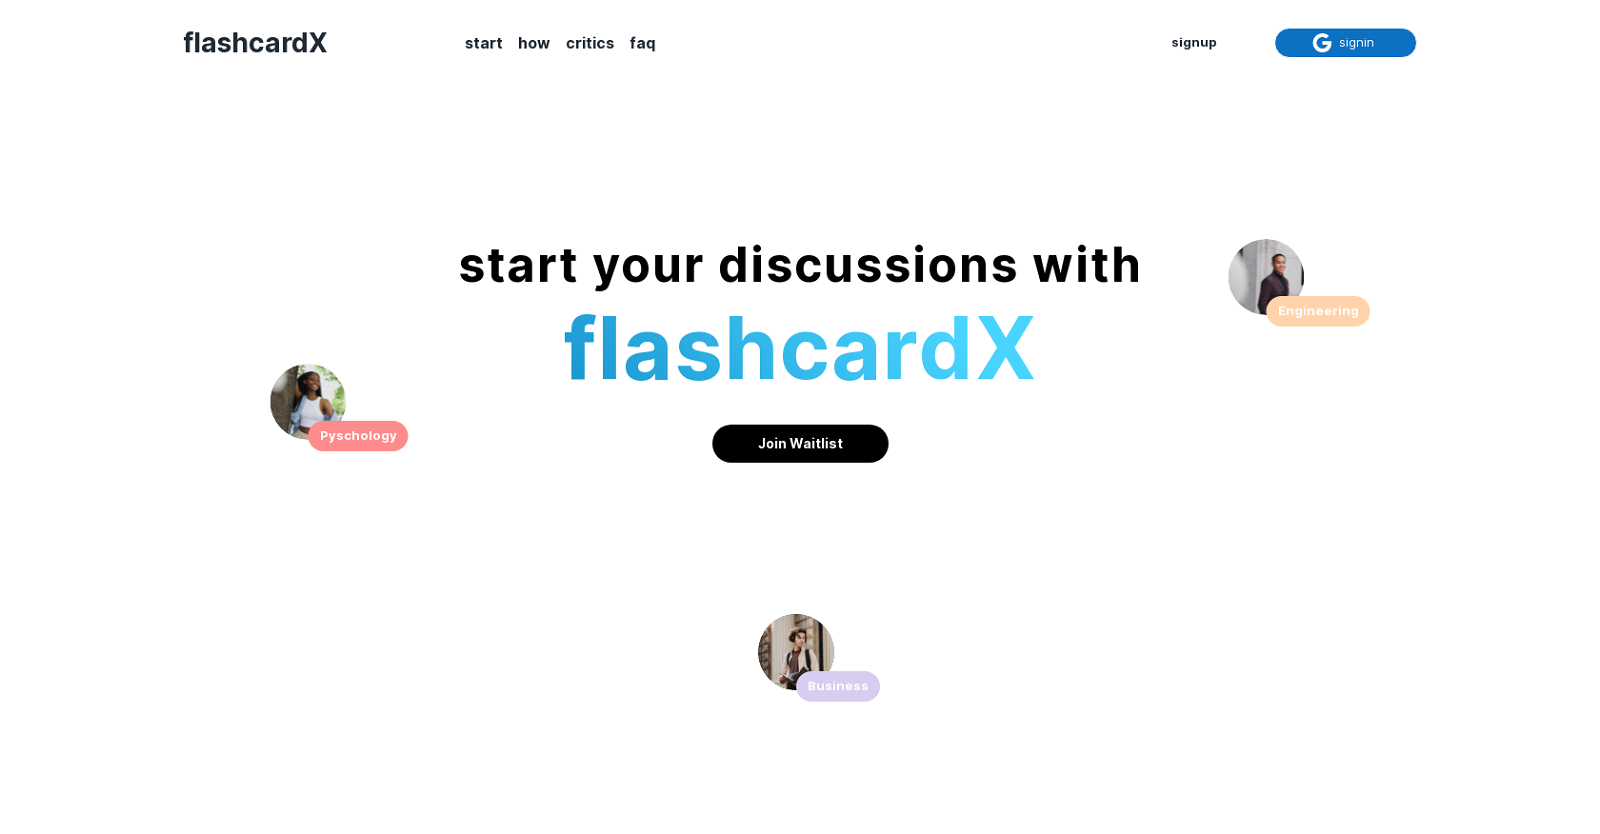 flashcardX
start how critics faq
signup
signin
start your discussions with
flashcardX
Engineering
Pyschology
Join Waitlist
Business